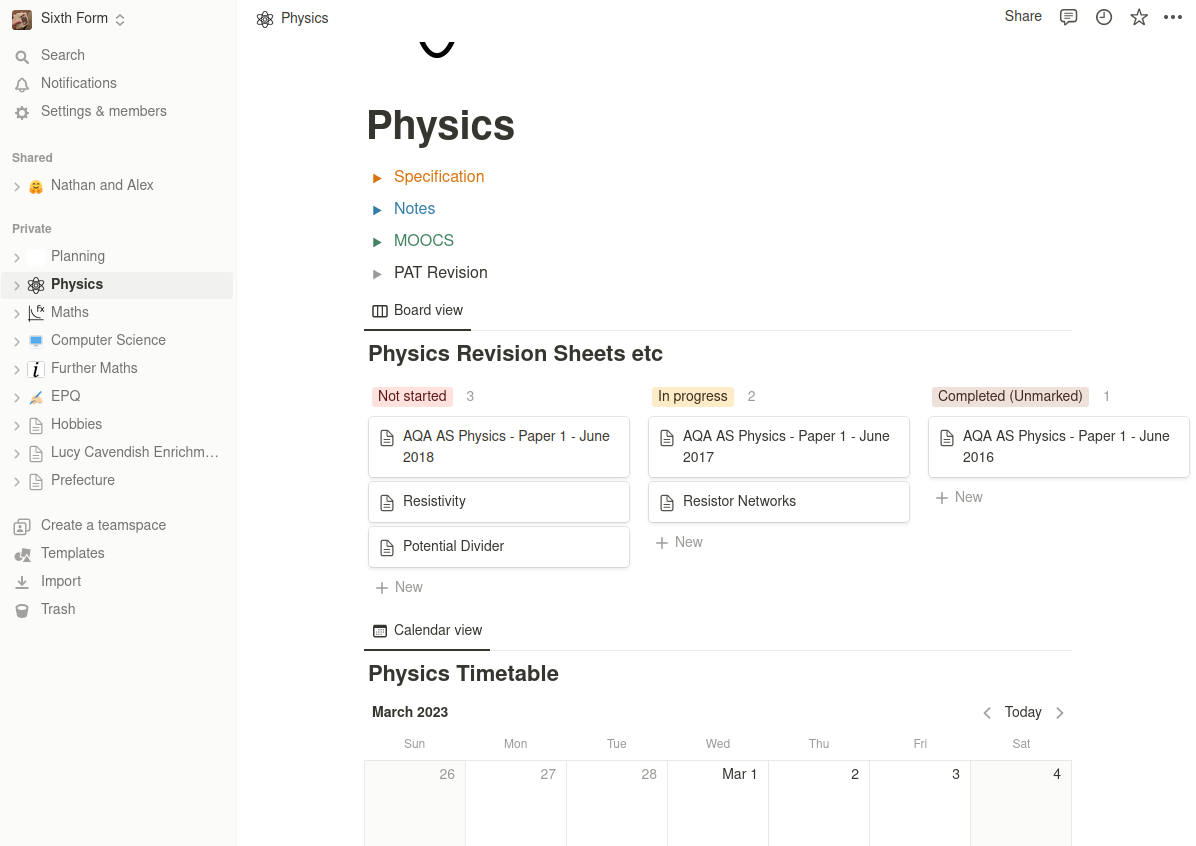 Sixth Form
Search
Notifications
Settings & members
Shared
Nathan and Alex
Private
Planning
Physics
Maths
Computer Science
Further Maths
EPQ
Hobbies
Lucy Cavendish Enrichm...
Prefecture
Create a teamspace
Templates
Import
Trash
Physics
Share
Physics
Specification
Notes
MOOCS
PAT Revision
Board view
Physics Revision Sheets etc
Not started 3
AQA AS Physics - Paper 1 - June
2018
Resistivity
Potential Divider
New
In progress 2
AQA AS Physics - Paper 1 - June
2017
Resistor Networks
New
Completed (Unmarked) 1
AQA AS Physics - Paper 1 - June
2016
New
Calendar view
Physics Timetable
March 2023
Today
Sun Mon Tue Wed Thu Fri Sat
26 27 28 Mar 1 2 3 4